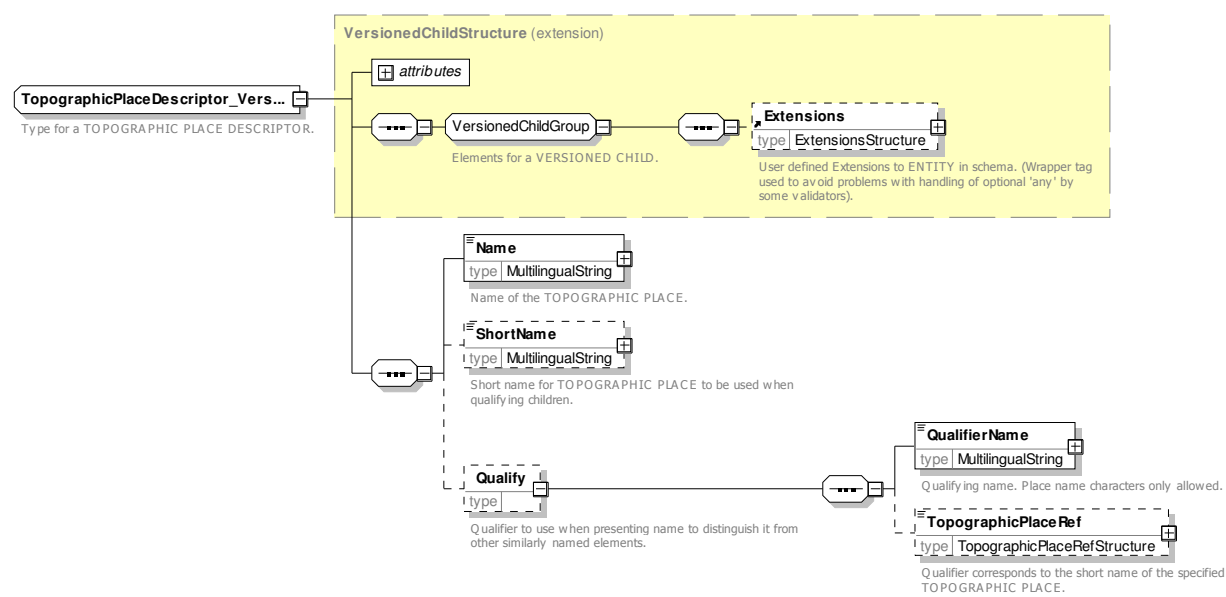 VersionedChildStructure (extension)
attributes
TopographicPlaceDescriptor_Vers...
Type for a TOPOGRAPHIC PLACE DESCRIPTOR.
VersionedChildGroup
Elements for a VERSIONED CHILD.
Extensions
type ExtensionsStructure
User defined Extensions to ENTITY in schema. (Wrapper tag
used to avoid problems with handling of optional 'any' by
some validators).
Name
type MultilingualString
Name of the TOPOGRAPHIC PLACE.
ShortName
type MultilingualString
Short name for TOPOGRAPHIC PLACE to be used when
qualifying children.
Qualify
type
Qualifier to use when presenting name to distinguish it from
other similarly named elements.
QualifierName
type MultilingualString
Qualifying name. Place name characters only allowed.
TopographicPlaceRef
type TopographicPlaceRefStructure
Qualifier corresponds to the short name of the specified
TOPOGRAPHIC PLACE.